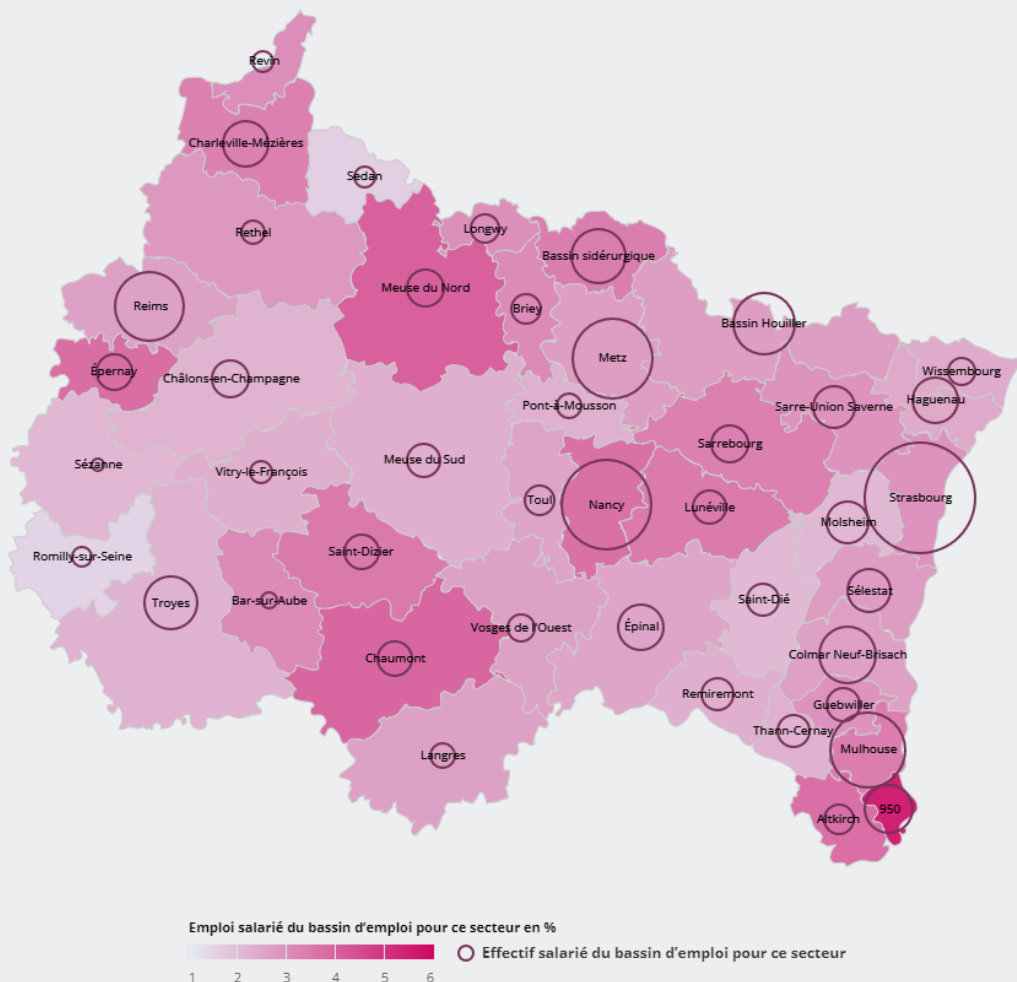 Revin
Charleville-Mézières
Sedan
Longwy
Rethel
Bassin sidérurgique
Meuse du Nord
Reims
Briey
Bassin Houiller
Metz
Épernay
Châlons-en-Champagne
Wissembourg
Haguenau
Pont-à-Mousson
Sarre-Union Saverne
Sarrebourg
Sézanne
Vitry-le-François
Meuse du Sud
Toul
Nancy
Lunéville
Strasbourg
Molsheim
Romilly-sur-Seine
Saint-Dizier
Troyes
Bar-sur-Aube
Saint-Dié
Sélestat
Vosges de l'Ouest
Épinal
Chaumont
Colmar Neuf-Brisach
Remiremont
Guebwiller
Thann-Cernay
Mulhouse
Langres
950
Altkirch
Emploi salarié du bassin d'emploi pour ce secteur en %
Effectif salarié du bassin d'emploi pour ce secteur
1 2 3 4 5 6